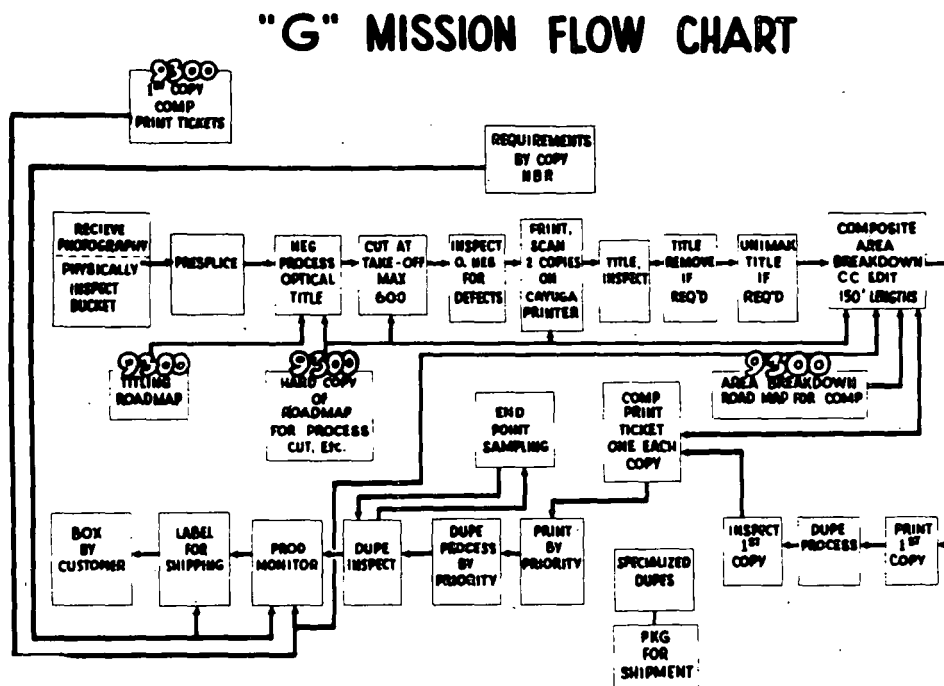 "G" MISSION FLOW CHART
9300
1ST COPY
COMP
PRINT TICKETS
REQUIREMENTS
BY COPY
NBR
RECIEVE
PHOTOGRAPHY
PHYSICALLY
INSPECT
BUCKET
PRESPLICE
NEG
PROCESS
OPTICAL
TITLE
CUT AT
TAKE-OFF
MAX
600
INSPECT
O. NEG
FOR
DEFECTS
PRINT,
SCAN
2 COPIES
ON
CAYUGA
PRINTER
TITLE,
INSPECT
TITLE
REMOVE
IF
REQ'D
UNIMAK
TITLE
IF
REQ'D
COMPOSITE
AREA
BREAKDOWN
CC EDIT
150' LENGTHS
9300
TITLING
ROADMAP
9300
HARD COPY
OF
ROADMAP
FOR PROCESS
CUT, ETC.
9300
AREA BREAKDOWN
ROAD MAP FOR COMP
END
POINT
SAMPLING
COMP
PRINT
TICKET
ONE EACH
COPY
BOX
BY
CUSTOMER
LABEL
FOR
SHIPPING
PROD
MONITOR
DUPE
INSPECT
DUPE
PROCESS
BY
PRIORITY
PRINT
BY
PRIORITY
SPECIALIZED
DUPES
PKG
FOR
SHIPMENT
INSPECT
1ST
COPY
DUPE
PROCESS
PRINT
1ST
COPY